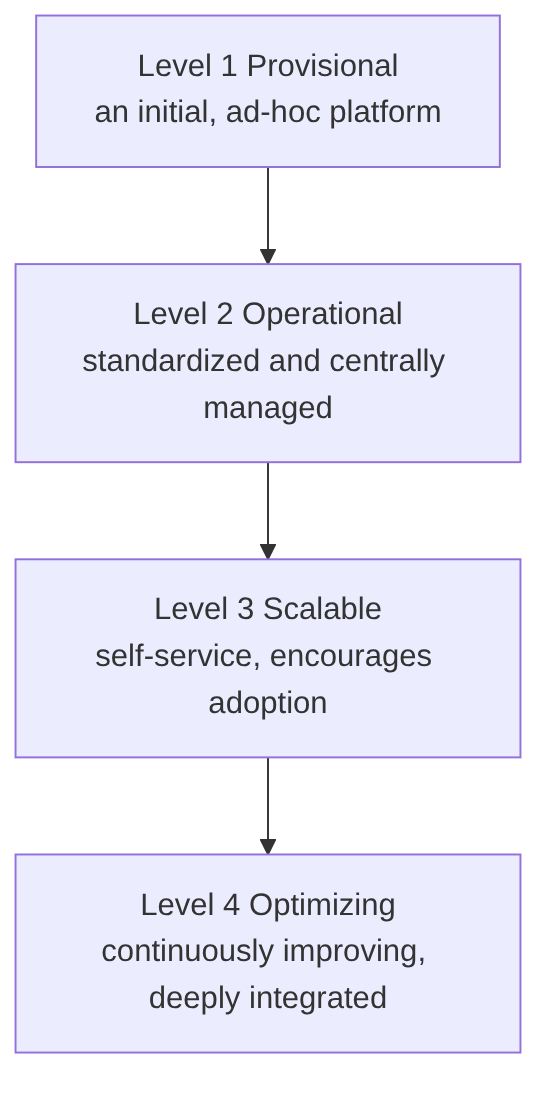 Level 1 Provisional
an initial, ad-hoc platform
Level 2 Operational
standardized and centrally
managed
Level 3 Scalable
self-service, encourages
adoption
Level 4 Optimizing
continuously improving,
deeply integrated